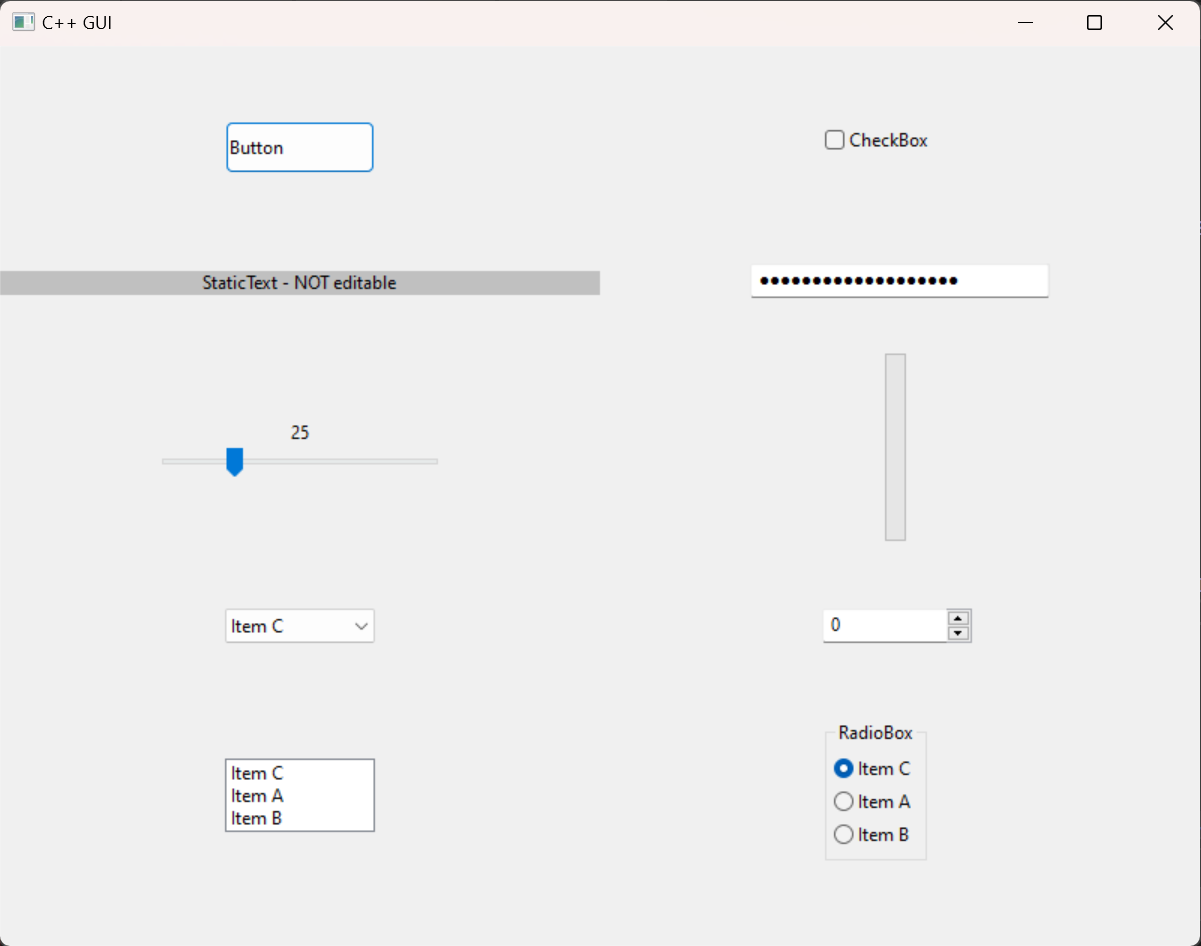 C++ GUI
Button
CheckBox
StaticText - NOT editable
●●●●●●●●●●●●●●●●●●●
25
Item C
0
Item C
Item A
Item B
RadioBox
Item C
Item A
Item B